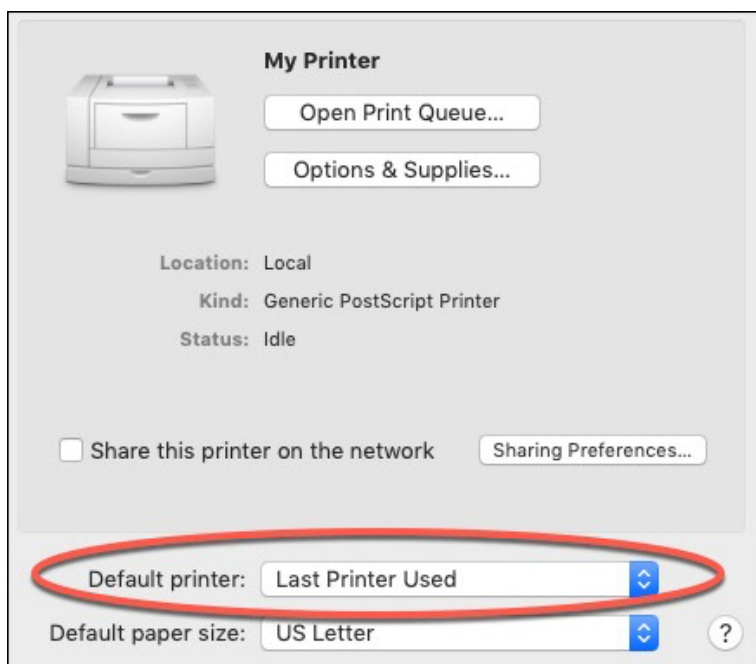 My Printer
Open Print Queue...
Options & Supplies...
Location: Local
Kind: Generic PostScript Printer
Status: Idle
Share this printer on the network Sharing Preferences...
Default printer: Last Printer Used
Default paper size: US Letter ?